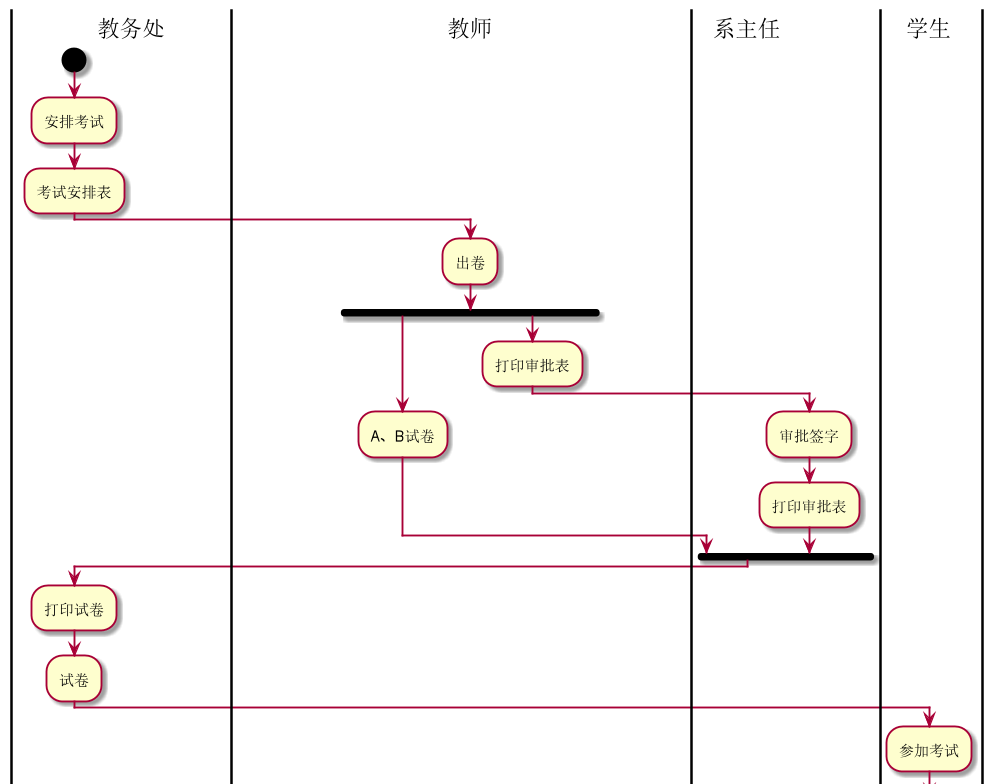 教务处
教师
系主任
学生
安排考试
考试安排表
出卷
打印审批表
A、B试卷
审批签字
打印审批表
打印试卷
试卷
参加考试